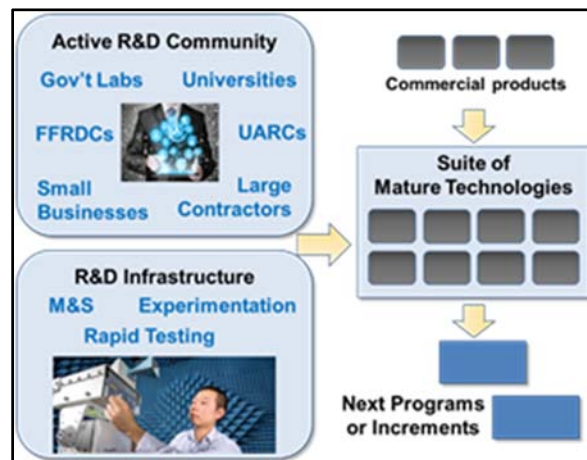 Active R&D Community
Gov't Labs
Universities
FFRDCs
UARCs
Small
Businesses
Large
Contractors
R&D Infrastructure
M&S
Experimentation
Rapid Testing
Commercial products
Suite of
Mature Technologies
Next Programs
or Increments